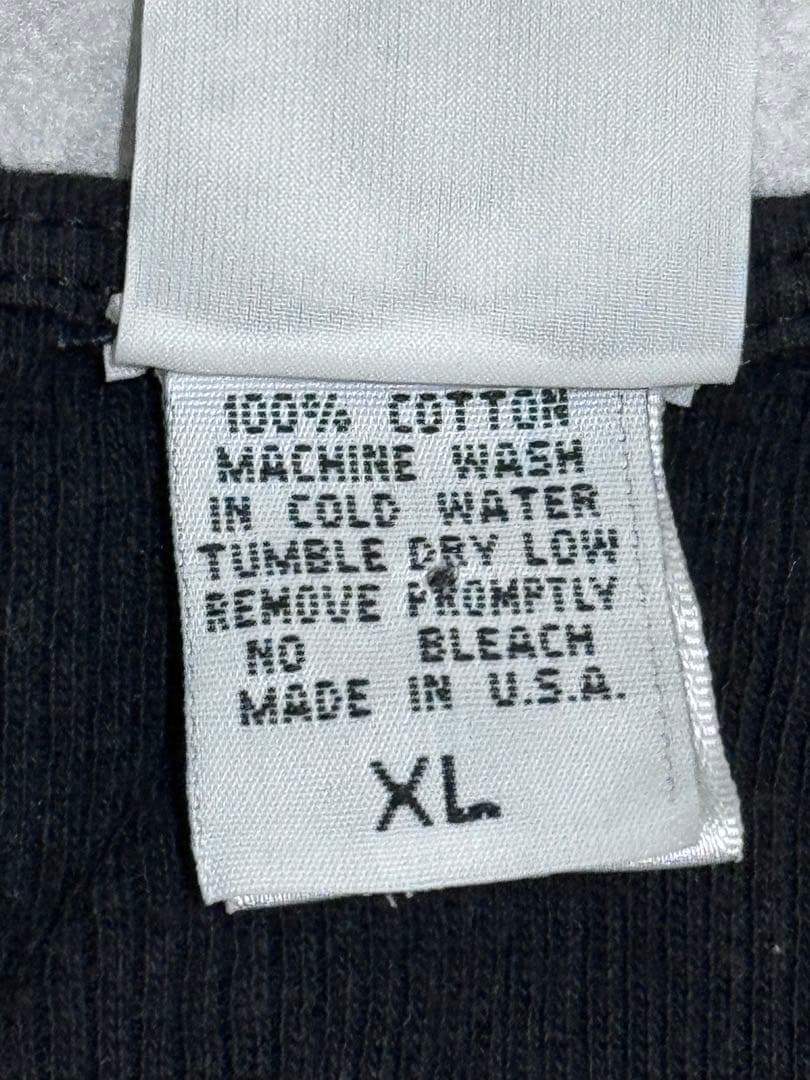 100% COTTON
MACHINE WASH
IN COLD WATER
TUMBLE DRY LOW
REMOVE PROMPTLY
NO BLEACH
MADE IN U.S.A.
XL